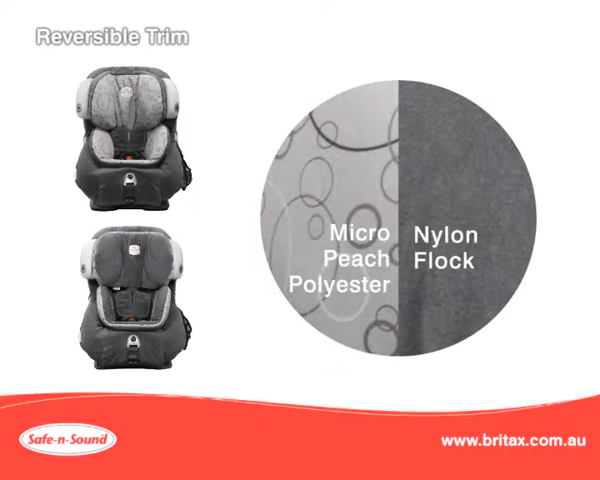 Reversible Trim
Micro
Peach
Polyester
Nylon
Flock
Safe-n-Sound
www.britax.com.au